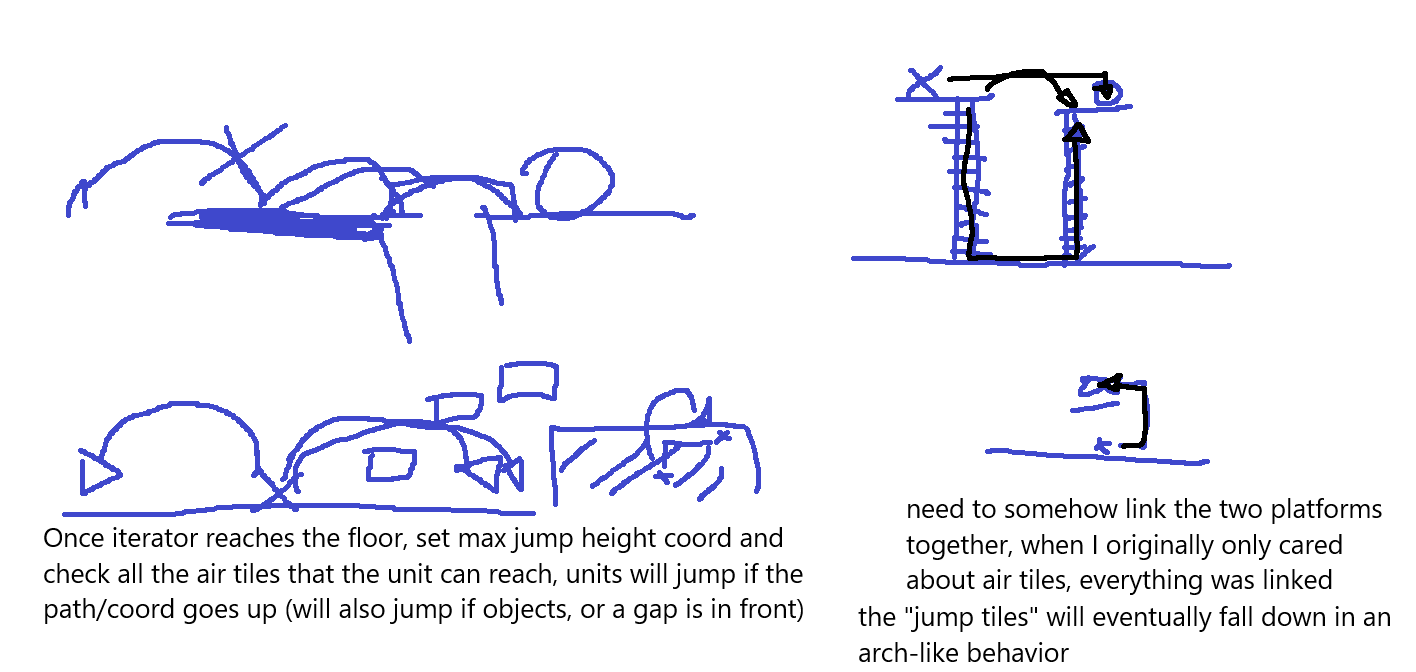 Once iterator reaches the floor, set max jump height coord and
check all the air tiles that the unit can reach, units will jump if the
path/coord goes up (will also jump if objects, or a gap is in front)
need to somehow link the two platforms
together, when I originally only cared
about air tiles, everything was linked
the "jump tiles" will eventually fall down in an
arch-like behavior